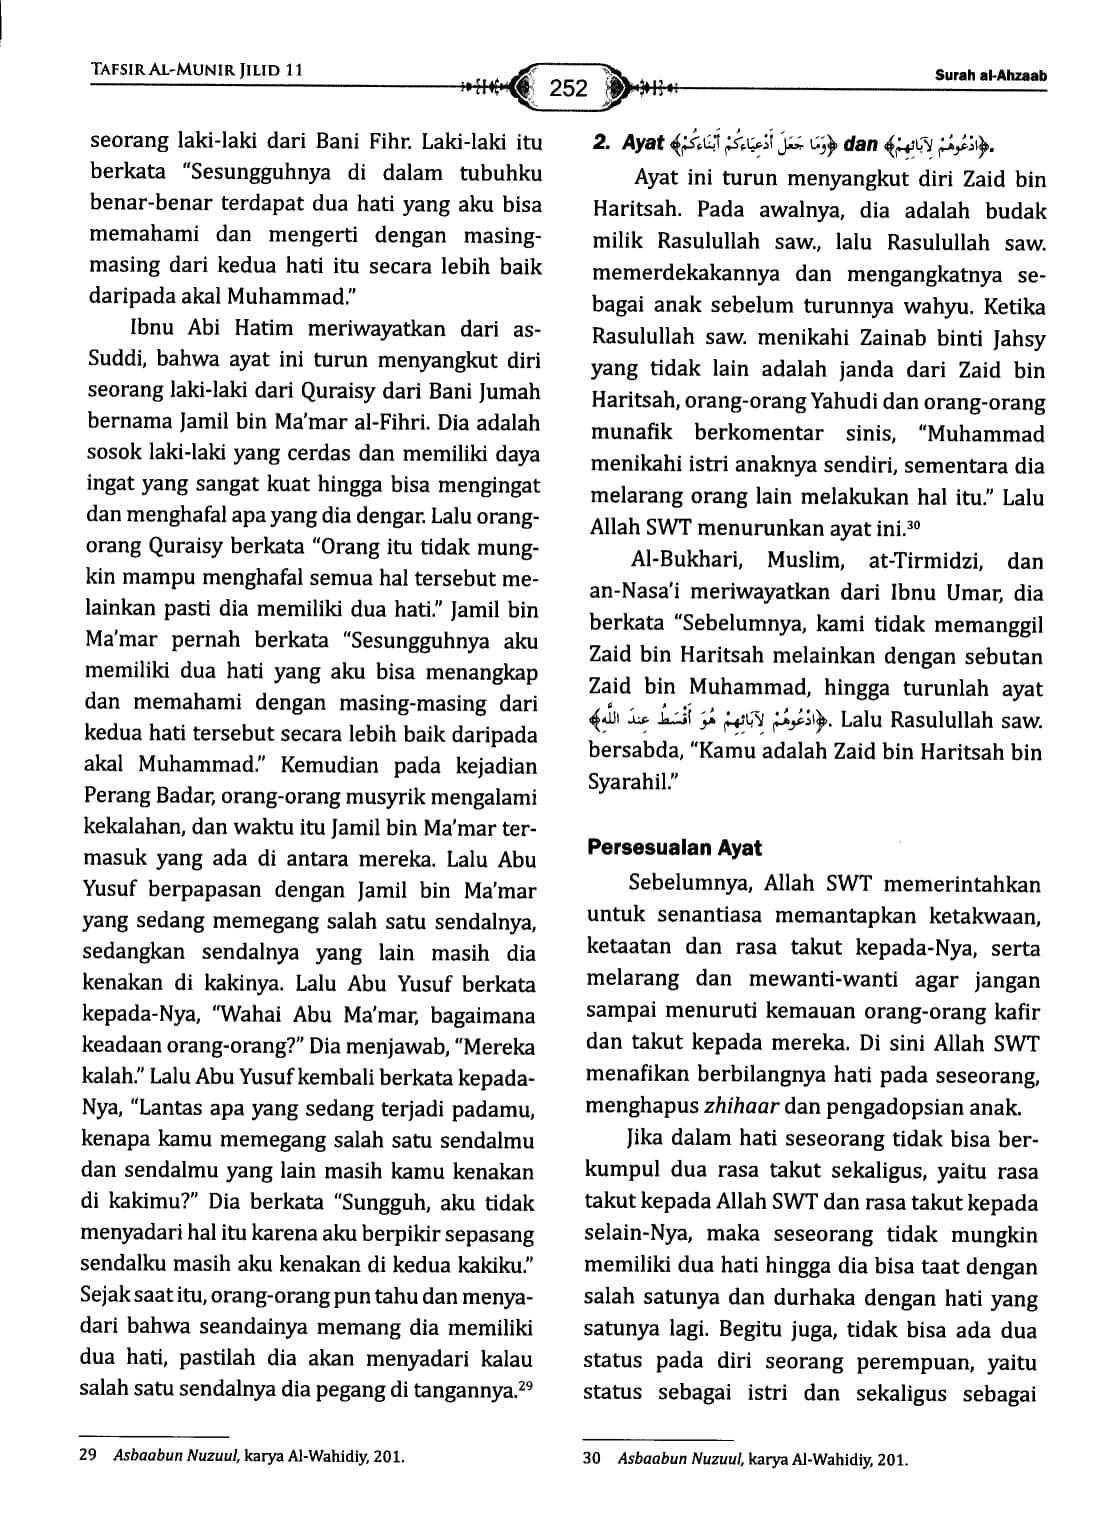 TAFSIR AL-MUNIR JILID 11
252
Surah al-Ahzaab
seorang laki-laki dari Bani Fihr. Laki-laki itu
berkata “Sesungguhnya di dalam tubuhku
benar-benar terdapat dua hati yang aku bisa
memahami dan mengerti dengan masing-
masing dari kedua hati itu secara lebih baik
daripada akal Muhammad.”
Ibnu Abi Hatim meriwayatkan dari as-
Suddi, bahwa ayat ini turun menyangkut diri
seorang laki-laki dari Quraisy dari Bani Jumah
bernama Jamil bin Ma’mar al-Fihri. Dia adalah
sosok laki-laki yang cerdas dan memiliki daya
ingat yang sangat kuat hingga bisa mengingat
dan menghafal apa yang dia dengar. Lalu orang-
orang Quraisy berkata “Orang itu tidak mung-
kin mampu menghafal semua hal tersebut me-
lainkan pasti dia memiliki dua hati.” Jamil bin
Ma’mar pernah berkata “Sesungguhnya aku
memiliki dua hati yang aku bisa menangkap
dan memahami dengan masing-masing dari
kedua hati tersebut secara lebih baik daripada
akal Muhammad.” Kemudian pada kejadian
Perang Badar, orang-orang musyrik mengalami
kekalahan, dan waktu itu Jamil bin Ma’mar ter-
masuk yang ada di antara mereka. Lalu Abu
Yusuf berpapasan dengan Jamil bin Ma’mar
yang sedang memegang salah satu sendalnya,
sedangkan sendalnya yang lain masih dia
kenakan di kakinya. Lalu Abu Yusuf berkata
kepada-Nya, “Wahai Abu Ma’mar, bagaimana
keadaan orang-orang?” Dia menjawab, “Mereka
kalah.” Lalu Abu Yusuf kembali berkata kepada-
Nya, “Lantas apa yang sedang terjadi padamu,
kenapa kamu memegang salah satu sendalmu
dan sendalmu yang lain masih kamu kenakan
di kakimu?” Dia berkata “Sungguh, aku tidak
menyadari hal itu karena aku berpikir sepasang
sendalku masih aku kenakan di kedua kakiku.”
Sejak saat itu, orang-orang pun tahu dan menya-
dari bahwa seandainya memang dia memiliki
dua hati, pastilah dia akan menyadari kalau
salah satu sendalnya dia pegang di tangannya.²⁹
29 Asbaabun Nuzuul, karya Al-Wahidiy, 201.
2. Ayat ﴿وَمَا جَعَلَ أَدْعِيَاءَكُمْ أَبْنَاءَكُمْ﴾ dan ﴿ادْعُوهُمْ لِآبَائِهِمْ﴾.
Ayat ini turun menyangkut diri Zaid bin
Haritsah. Pada awalnya, dia adalah budak
milik Rasulullah saw., lalu Rasulullah saw.
memerdekakannya dan mengangkatnya se-
bagai anak sebelum turunnya wahyu. Ketika
Rasulullah saw. menikahi Zainab binti Jahsy
yang tidak lain adalah janda dari Zaid bin
Haritsah, orang-orang Yahudi dan orang-orang
munafik berkomentar sinis, “Muhammad
menikahi istri anaknya sendiri, sementara dia
melarang orang lain melakukan hal itu.” Lalu
Allah SWT menurunkan ayat ini.³⁰
Al-Bukhari, Muslim, at-Tirmidzi, dan
an-Nasa’i meriwayatkan dari Ibnu Umar, dia
berkata “Sebelumnya, kami tidak memanggil
Zaid bin Haritsah melainkan dengan sebutan
Zaid bin Muhammad, hingga turunlah ayat
﴿ادْعُوهُمْ لِآبَائِهِمْ هُوَ أَقْسَطُ عِندَ اللَّهِ﴾. Lalu Rasulullah saw.
bersabda, “Kamu adalah Zaid bin Haritsah bin
Syarahil.”
Persesuaian Ayat
Sebelumnya, Allah SWT memerintahkan
untuk senantiasa memantapkan ketakwaan,
ketaatan dan rasa takut kepada-Nya, serta
melarang dan mewanti-wanti agar jangan
sampai menuruti kemauan orang-orang kafir
dan takut kepada mereka. Di sini Allah SWT
menafikan berbilangnya hati pada seseorang,
menghapus zhihaar dan pengadopsian anak.
Jika dalam hati seseorang tidak bisa ber-
kumpul dua rasa takut sekaligus, yaitu rasa
takut kepada Allah SWT dan rasa takut kepada
selain-Nya, maka seseorang tidak mungkin
memiliki dua hati hingga dia bisa taat dengan
salah satunya dan durhaka dengan hati yang
satunya lagi. Begitu juga, tidak bisa ada dua
status pada diri seorang perempuan, yaitu
status sebagai istri dan sekaligus sebagai
30 Asbaabun Nuzuul, karya Al-Wahidiy, 201.